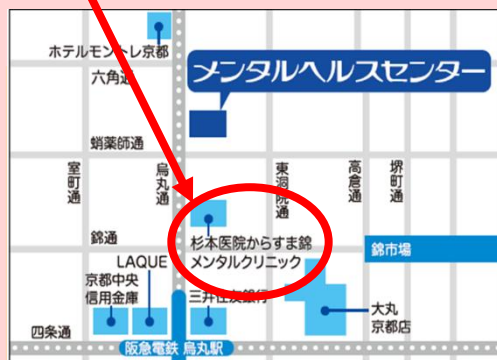 ホテルモントレ京都
六角通
メンタルヘルスセンター
蛸薬師通
室町通
烏丸通
東洞院通
高倉通
堺町通
錦通
杉本医院からすま錦
メンタルクリニック
錦市場
LAQUE
京都中央
信用金庫
三井住友銀行
大丸
京都店
四条通
阪急電鉄 烏丸駅